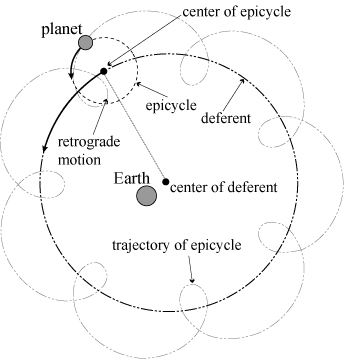 center of epicycle
planet
epicycle
deferent
retrograde
motion
Earth
center of deferent
trajectory of epicycle